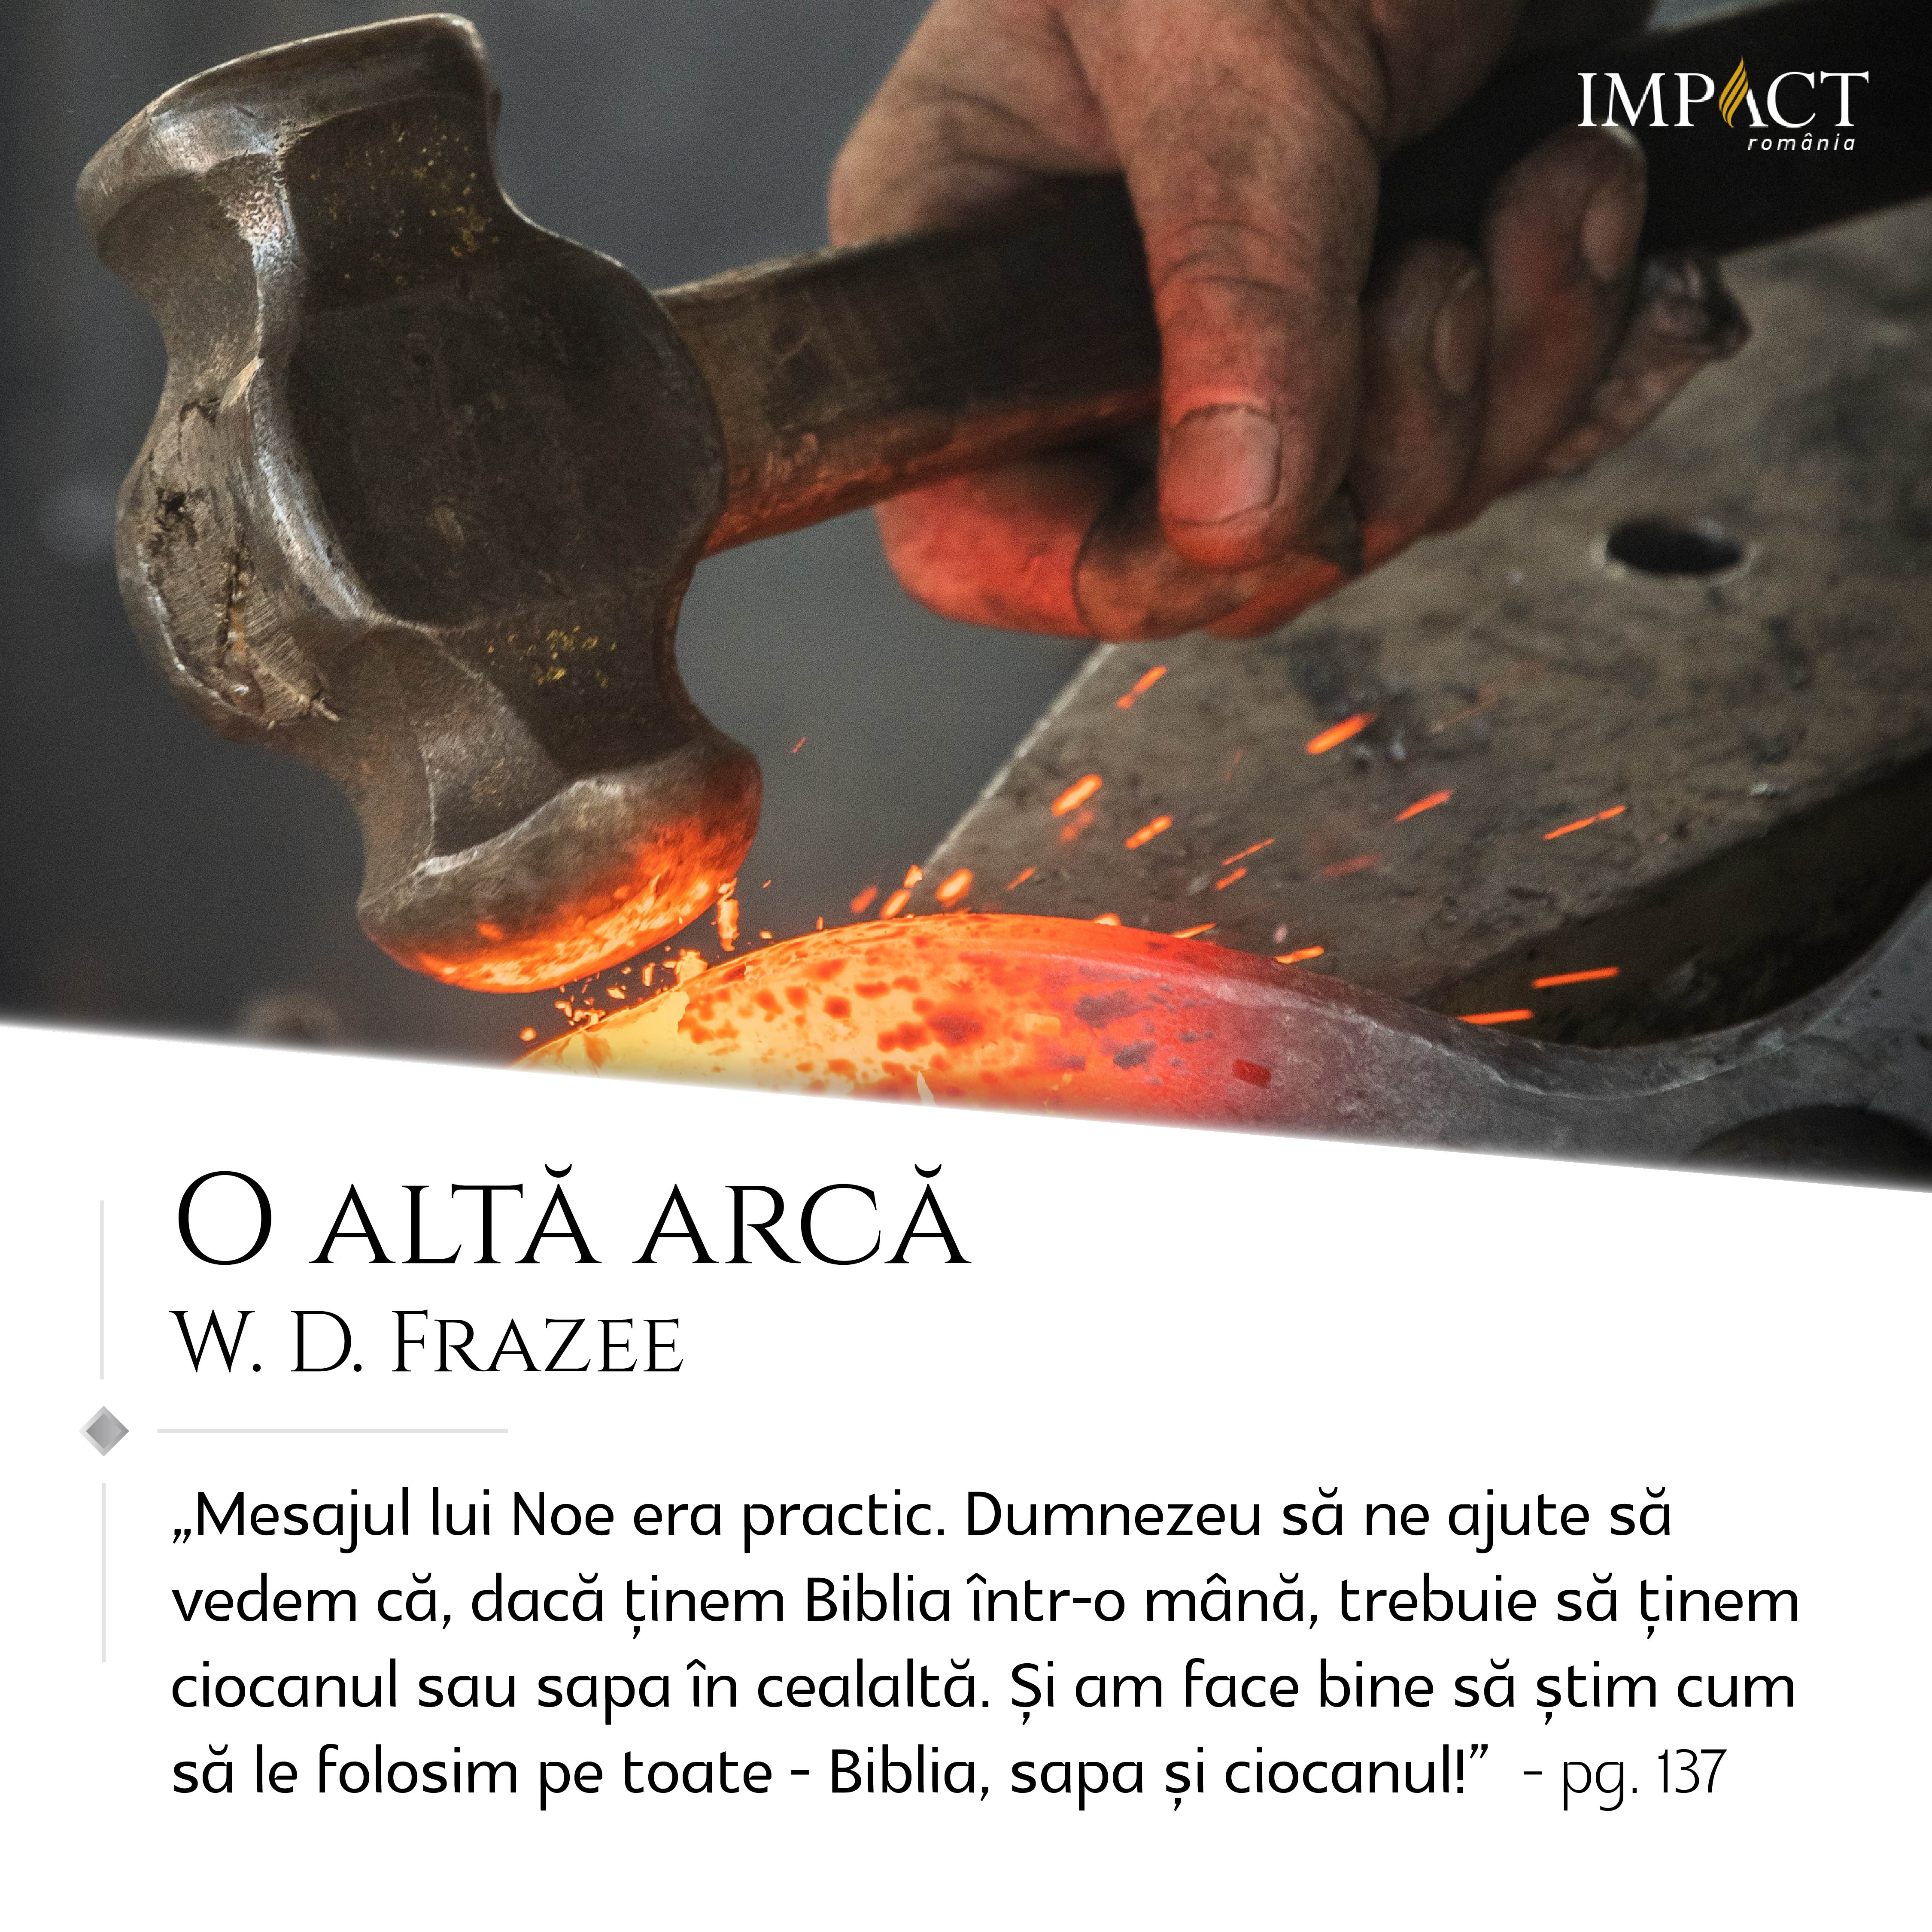 IMPACT
românia
O ALTĂ ARCĂ
W. D. FRAZEE
„Mesajul lui Noe era practic. Dumnezeu să ne ajute să
vedem că, dacă ținem Biblia într-o mână, trebuie să ținem
ciocanul sau sapa în cealaltă. Și am face bine să știm cum
să le folosim pe toate - Biblia, sapa și ciocanul!” - pg. 137